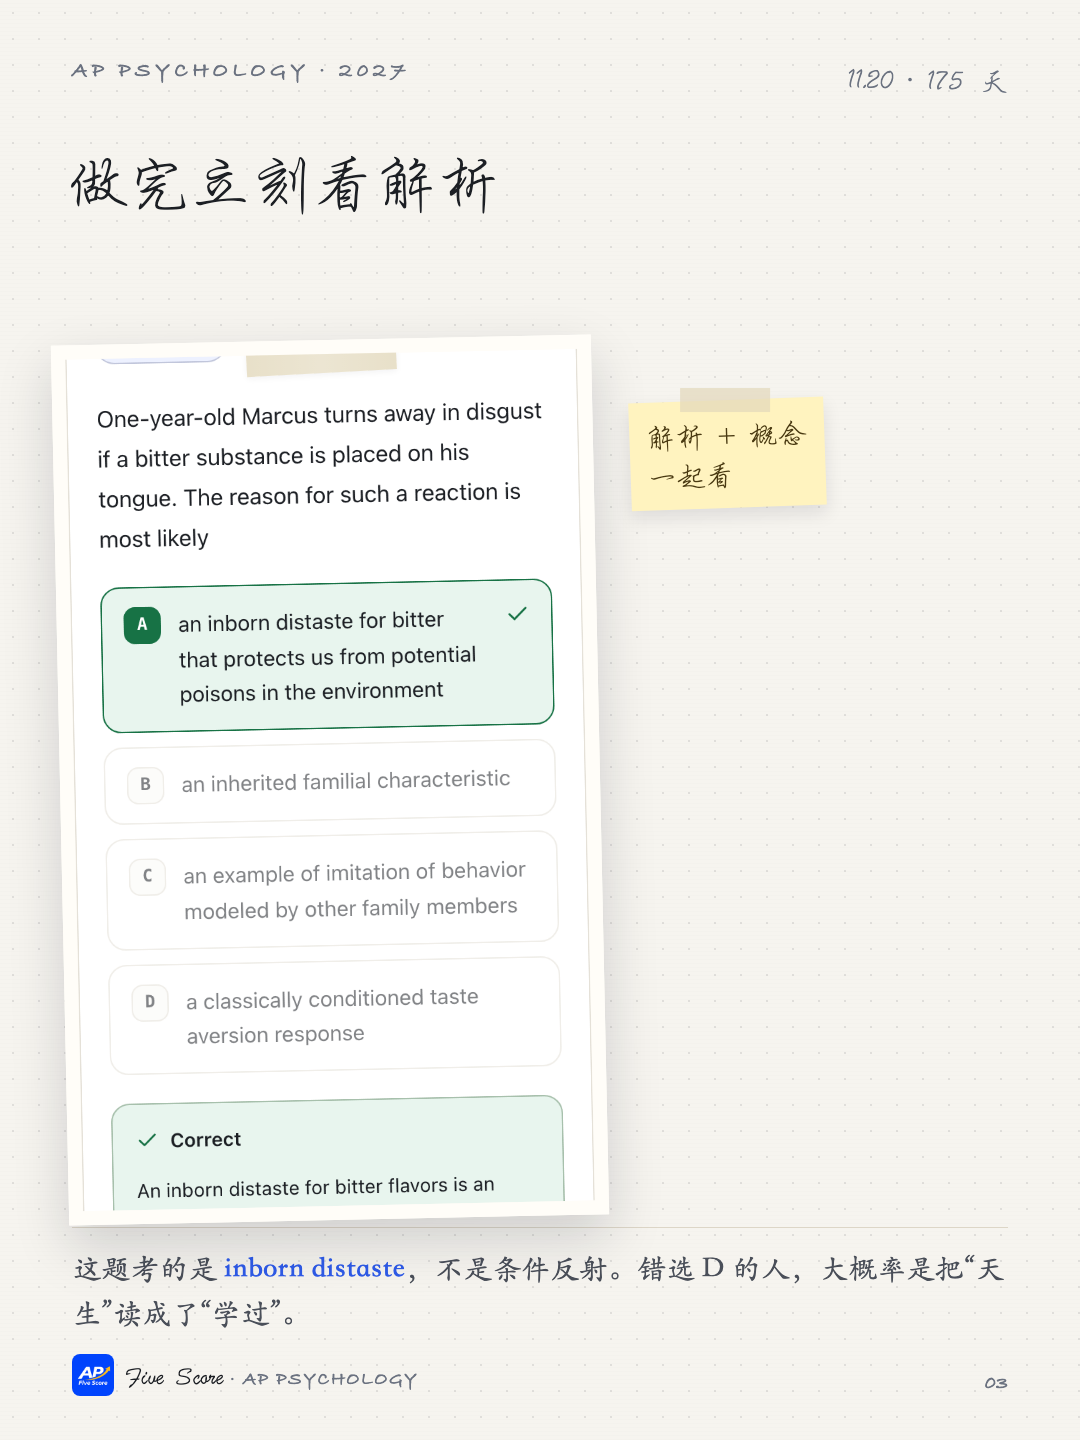 AP PSYCHOLOGY · 2027
11.20 · 175 天
做完立刻看解析
One-year-old Marcus turns away in disgust
if a bitter substance is placed on his
tongue. The reason for such a reaction is
most likely
A
an inborn distaste for bitter
that protects us from potential
poisons in the environment
B
an inherited familial characteristic
C
an example of imitation of behavior
modeled by other family members
D
a classically conditioned taste
aversion response
Correct
An inborn distaste for bitter flavors is an
解析 + 概念
一起看
这题考的是 inborn distaste，不是条件反射。错选 D 的人，大概率是把“天
生”读成了“学过”。
AP
Five Score
Five Score · AP PSYCHOLOGY
03